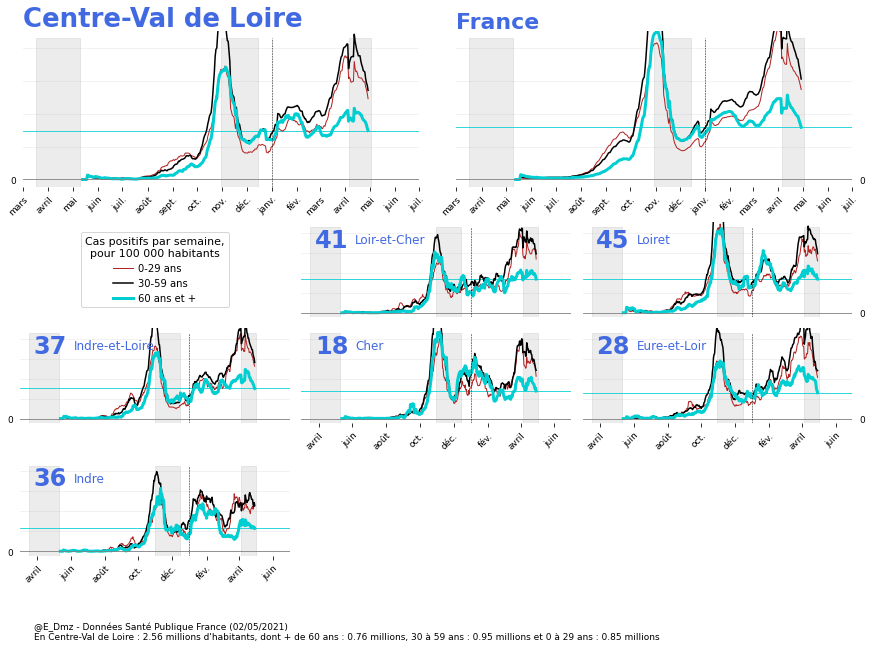 Centre-Val de Loire
France
0
0
mars avril mai juin juil. août sept. oct. nov. déc. janv. fév. mars avril mai juin juil.
mars avril mai juin juil. août sept. oct. nov. déc. janv. fév. mars avril mai juin juil.
Cas positifs par semaine,
pour 100 000 habitants
0-29 ans
30-59 ans
60 ans et +
41 Loir-et-Cher
45 Loiret
0
37 Indre-et-Loire
18 Cher
28 Eure-et-Loir
0
0
avril juin août oct. déc. fév. avril juin
avril juin août oct. déc. fév. avril juin
36 Indre
0
avril juin août oct. déc. fév. avril juin
@E_Dmz - Données Santé Publique France (02/05/2021)
En Centre-Val de Loire : 2.56 millions d'habitants, dont + de 60 ans : 0.76 millions, 30 à 59 ans : 0.95 millions et 0 à 29 ans : 0.85 millions